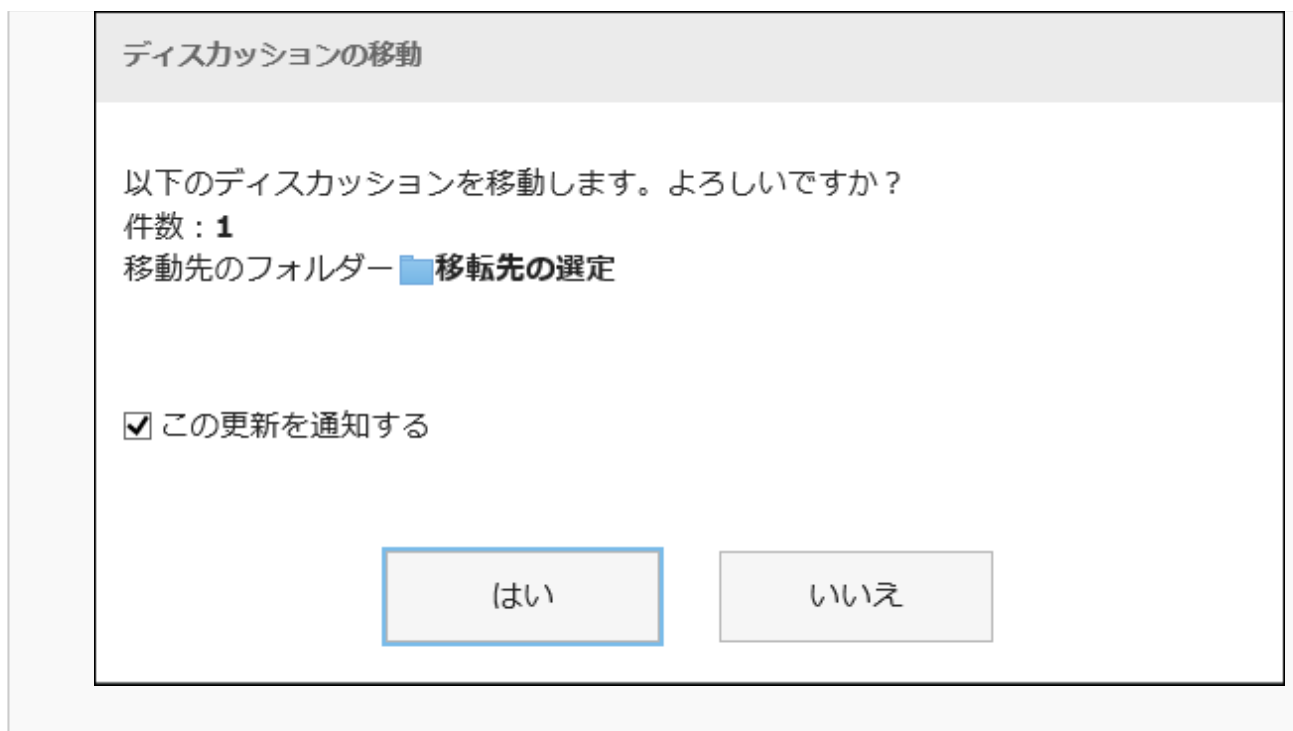 ディスカッションの移動
以下のディスカッションを移動します。よろしいですか？
件数：1
移動先のフォルダー移転先の選定
この更新を通知する
はい
いいえ